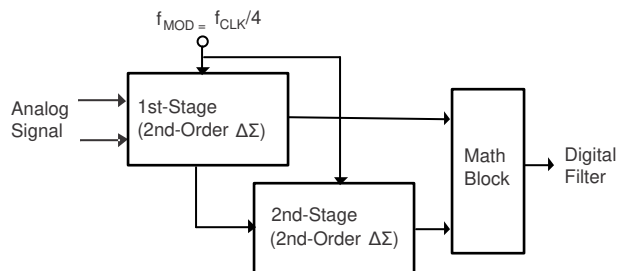 fMOD = fCLK/4
Analog
Signal
1st-Stage
(2nd-Order ΔΣ)
Math
Block
Digital
Filter
2nd-Stage
(2nd-Order ΔΣ)